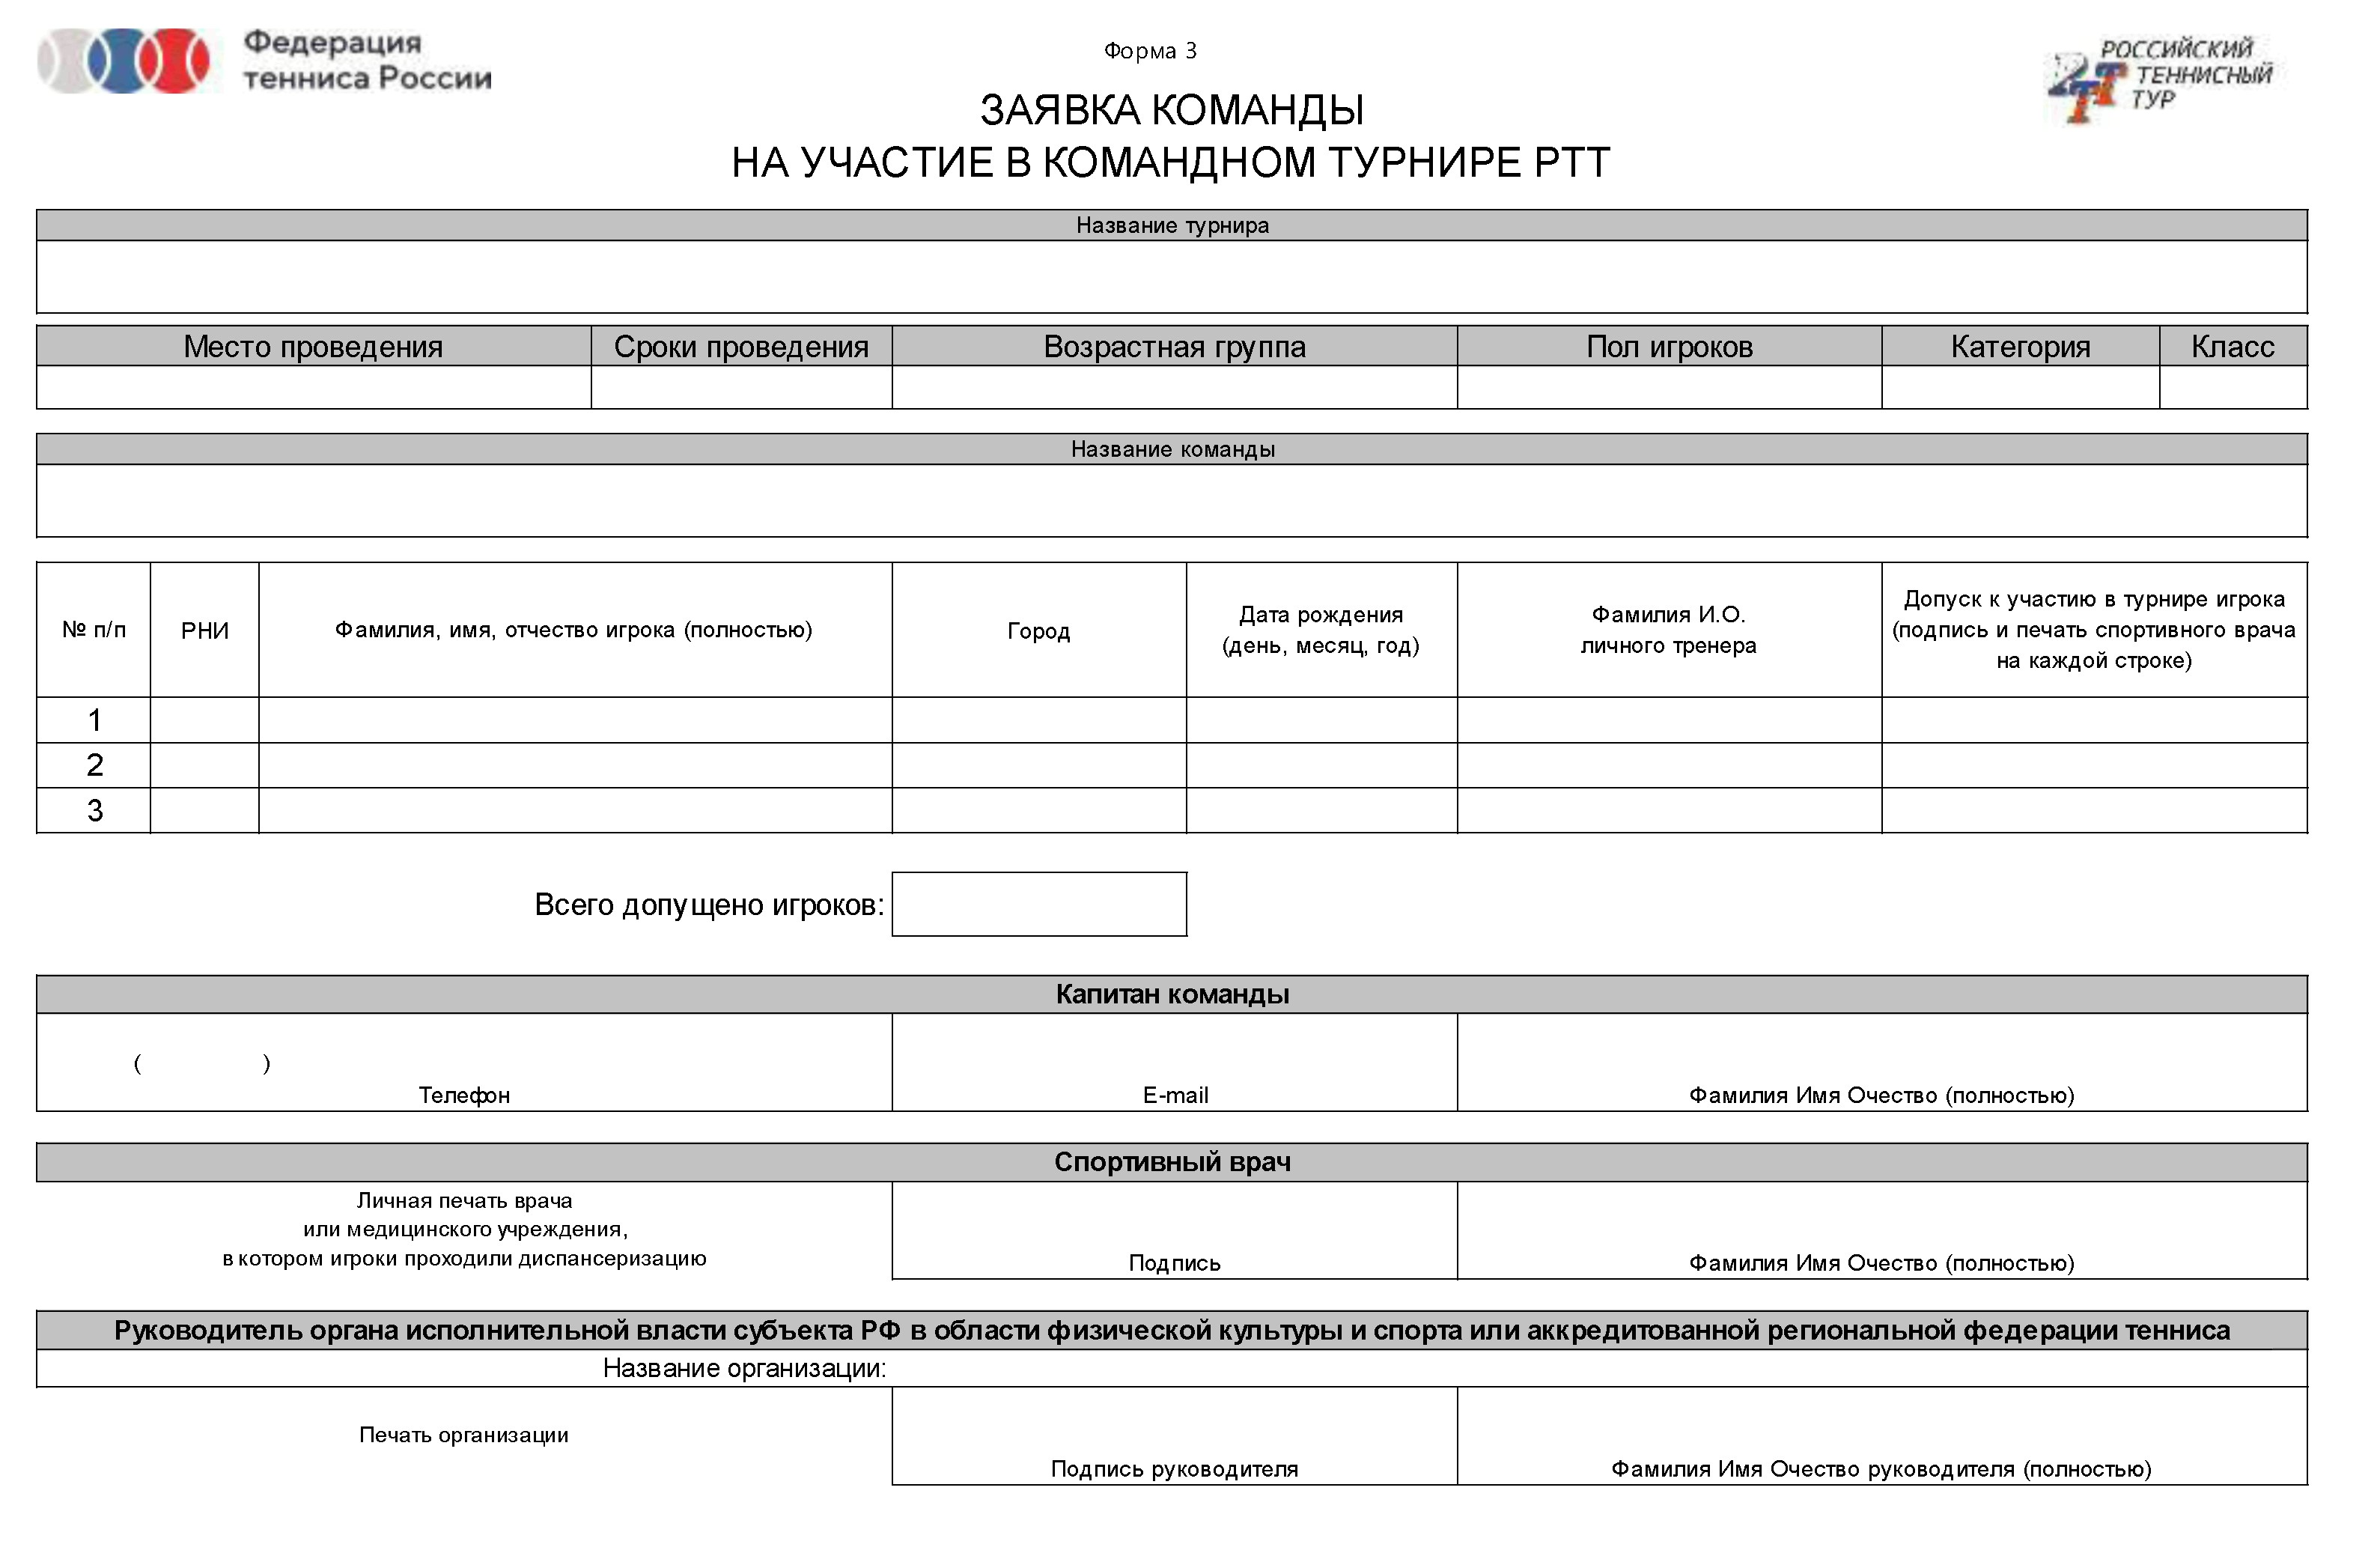 Федерация
тенниса России
Форма 3
РОССИЙСКИЙ
ТЕННИСНЫЙ
ТУР
РТТ
ЗАЯВКА КОМАНДЫ
НА УЧАСТИЕ В КОМАНДНОМ ТУРНИРЕ РТТ
Название турнира
Место проведения Сроки проведения Возрастная группа Пол игроков Категория Класс
Название команды
№ п/п РНИ Фамилия, имя, отчество игрока (полностью) Город
Дата рождения
(день, месяц, год)
Фамилия И.О.
личного тренера
Допуск к участию в турнире игрока
(подпись и печать спортивного врача
на каждой строке)
1
2
3
Всего допущено игроков:
Капитан команды
( )
Телефон E-mail Фамилия Имя Очество (полностью)
Спортивный врач
Личная печать врача
или медицинского учреждения,
в котором игроки проходили диспансеризацию
Подпись Фамилия Имя Очество (полностью)
Руководитель органа исполнительной власти субъекта РФ в области физической культуры и спорта или аккредитованной региональной федерации тенниса
Название организации:
Печать организации
Подпись руководителя Фамилия Имя Очество руководителя (полностью)